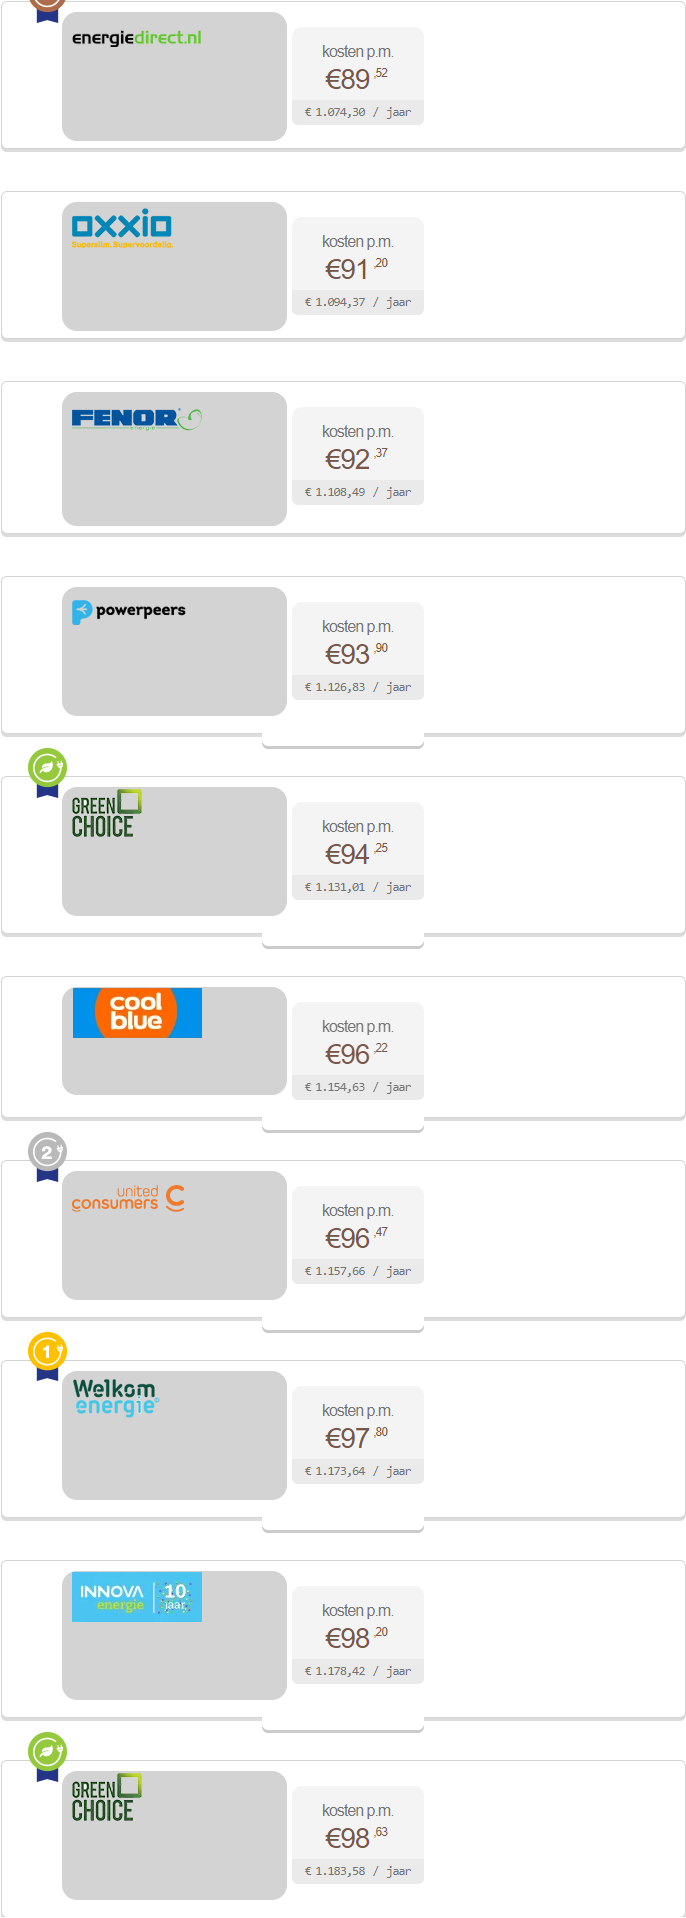 energiedirect.nl
kosten p.m.
€89 ,52
€ 1.074,30 / jaar
oxxio
Superslim. Supervoordelig.
kosten p.m.
€91 ,20
€ 1.094,37 / jaar
FENOR
energie
kosten p.m.
€92 ,37
€ 1.108,49 / jaar
powerpeers
kosten p.m.
€93 ,90
€ 1.126,83 / jaar
GREEN
CHOICE
kosten p.m.
€94 ,25
€ 1.131,01 / jaar
cool
blue
kosten p.m.
€96 ,22
€ 1.154,63 / jaar
2
united
consumers
kosten p.m.
€96 ,47
€ 1.157,66 / jaar
1
Welkom
energie®
kosten p.m.
€97 ,80
€ 1.173,64 / jaar
INNOVA 10
energie jaar
kosten p.m.
€98 ,20
€ 1.178,42 / jaar
GREEN
CHOICE
kosten p.m.
€98 ,63
€ 1.183,58 / jaar